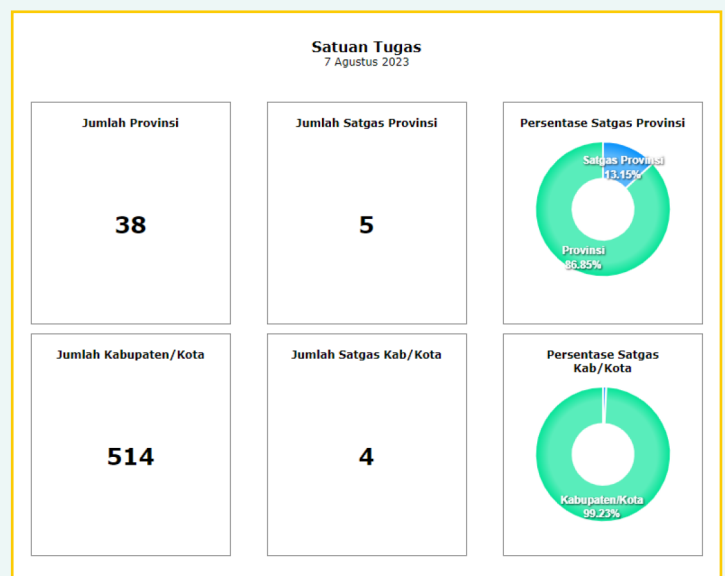 Satuan Tugas
7 Agustus 2023
Jumlah Provinsi
38
Jumlah Satgas Provinsi
5
Persentase Satgas Provinsi
Satgas Provinsi
13.15%
Provinsi
86.85%
Jumlah Kabupaten/Kota
514
Jumlah Satgas Kab/Kota
4
Persentase Satgas
Kab/Kota
Kabupaten/Kota
99.23%